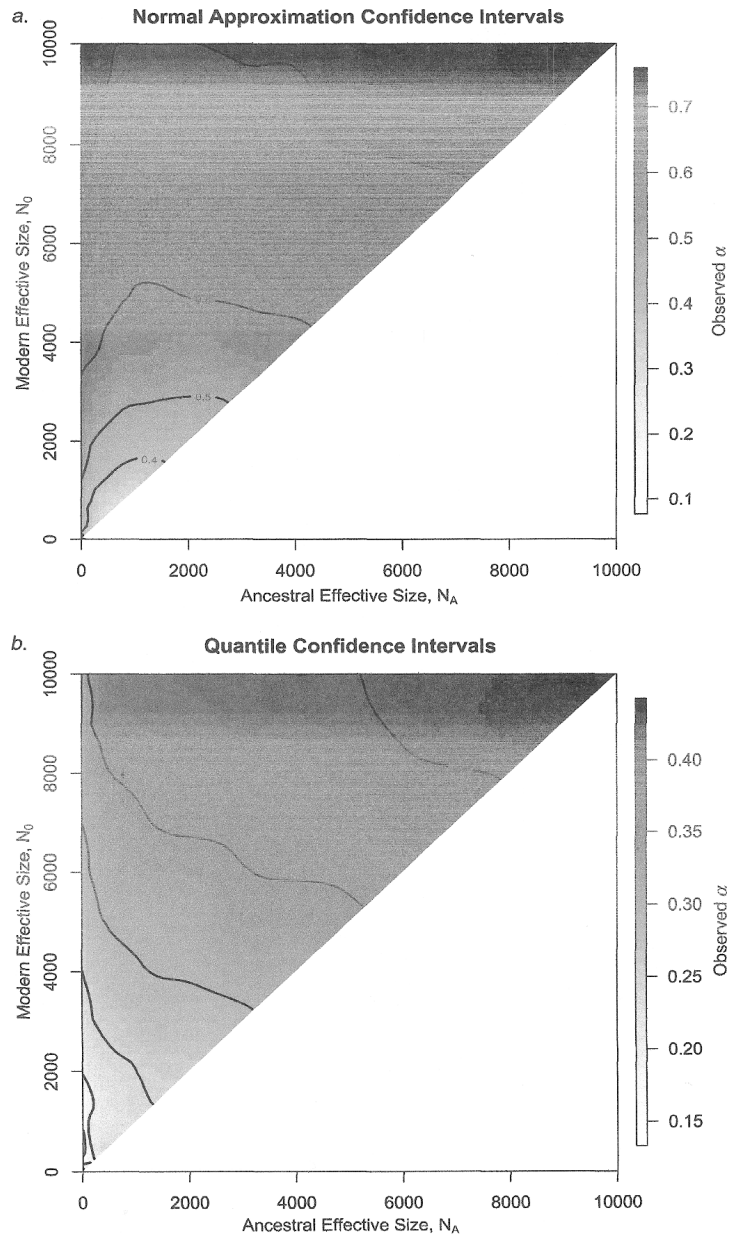 a. Normal Approximation Confidence Intervals
10000
8000
6000
4000
2000
0
Modern Effective Size, N0
0.5
0.4
0 2000 4000 6000 8000 10000
Ancestral Effective Size, NA
0.7
0.6
0.5
0.4
0.3
0.2
0.1
Observed α
b. Quantile Confidence Intervals
10000
8000
6000
4000
2000
0
Modern Effective Size, N0
0 2000 4000 6000 8000 10000
Ancestral Effective Size, NA
0.40
0.35
0.30
0.25
0.20
0.15
Observed α